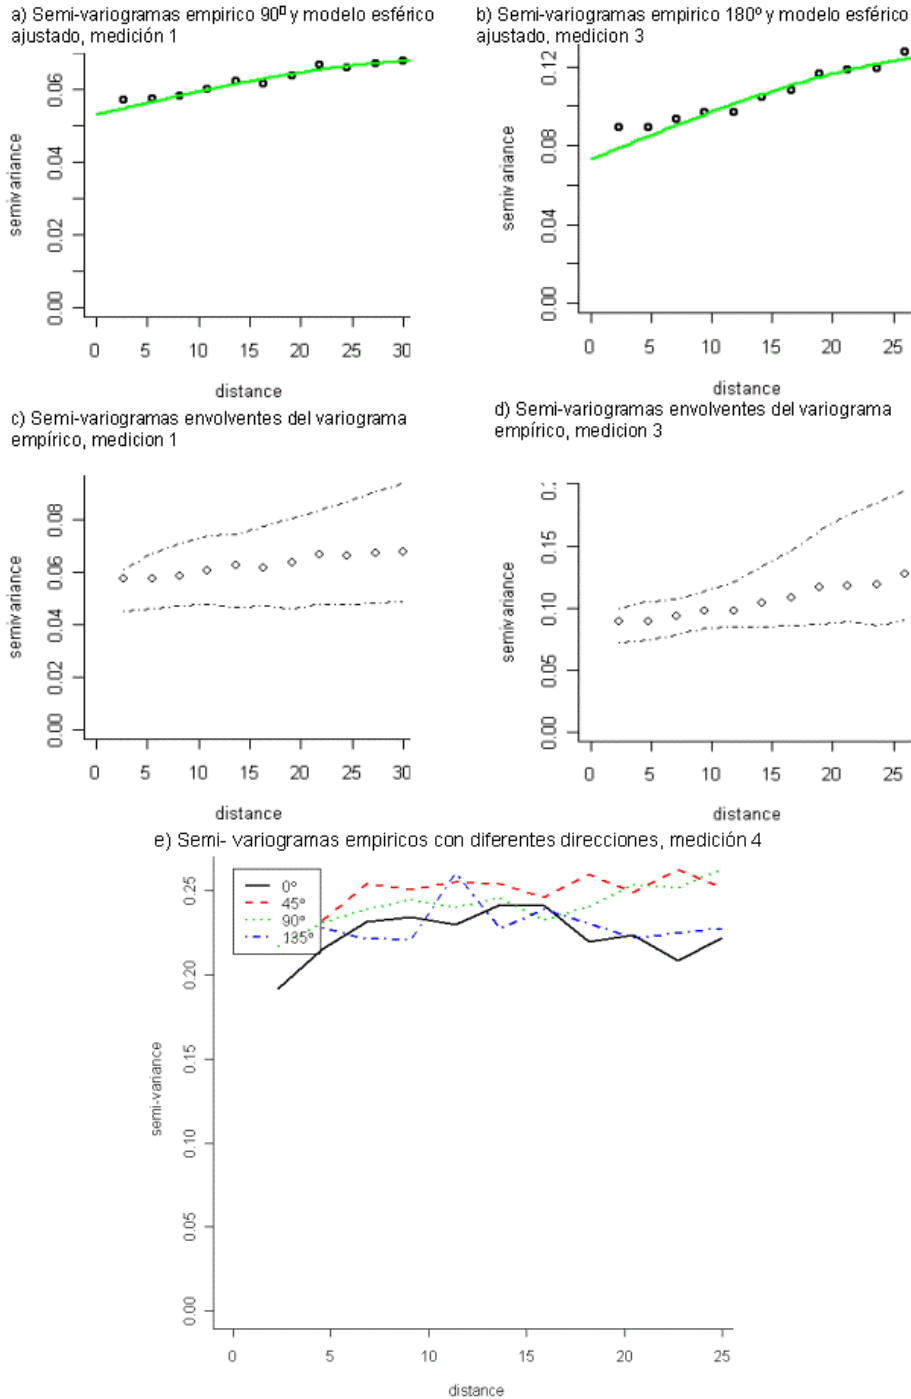 a) Semi-variogramas empirico 90º y modelo esférico
ajustado, medición 1
b) Semi-variogramas empirico 180º y modelo esférico
ajustado, medicion 3
semivariance
0.00 0.02 0.04 0.06
0 5 10 15 20 25 30
distance
semivariance
0.00 0.04 0.08 0.12
0 5 10 15 20 25
distance
c) Semi-variogramas envolventes del variograma
empírico, medicion 1
d) Semi-variogramas envolventes del variograma
empírico, medicion 3
semivariance
0.00 0.02 0.04 0.06 0.08
0 5 10 15 20 25 30
distance
semivariance
0.00 0.05 0.10 0.15
0 5 10 15 20 25
distance
e) Semi- variogramas empiricos con diferentes direcciones, medición 4
0º
45º
90º
135º
semi-variance
0.00 0.05 0.10 0.15 0.20 0.25
0 5 10 15 20 25
distance